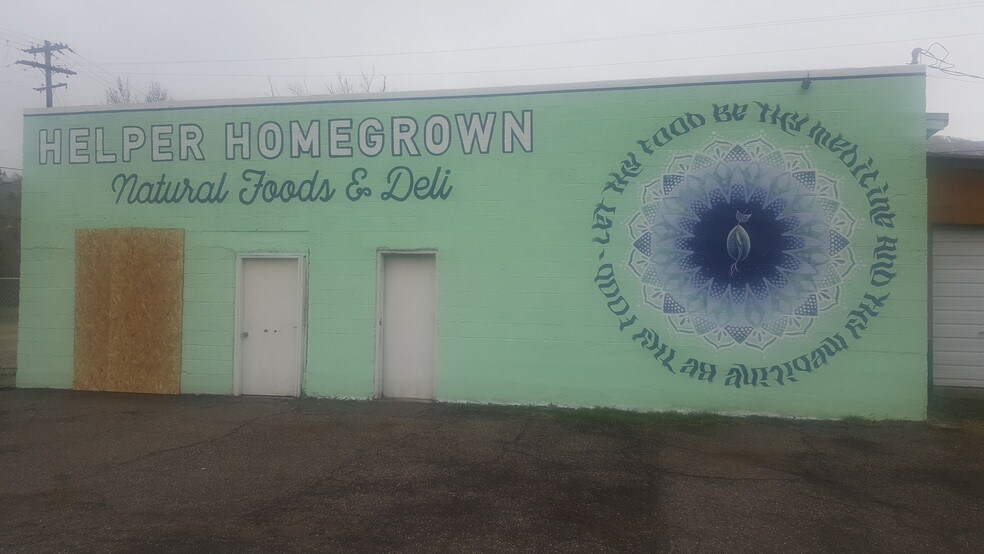 HELPER HOMEGROWN
Natural Foods & Deli
LET THY FOOD BE THY MEDICINE AND THY MEDICINE BE THY FOOD